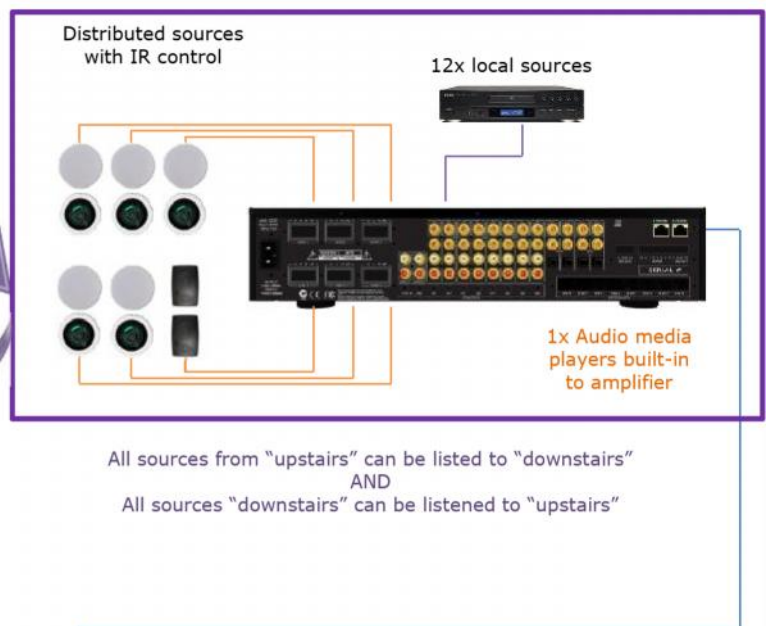 Distributed sources
with IR control
12x local sources
1x Audio media
players built-in
to amplifier
All sources from “upstairs” can be listed to “downstairs”
AND
All sources “downstairs” can be listened to “upstairs”